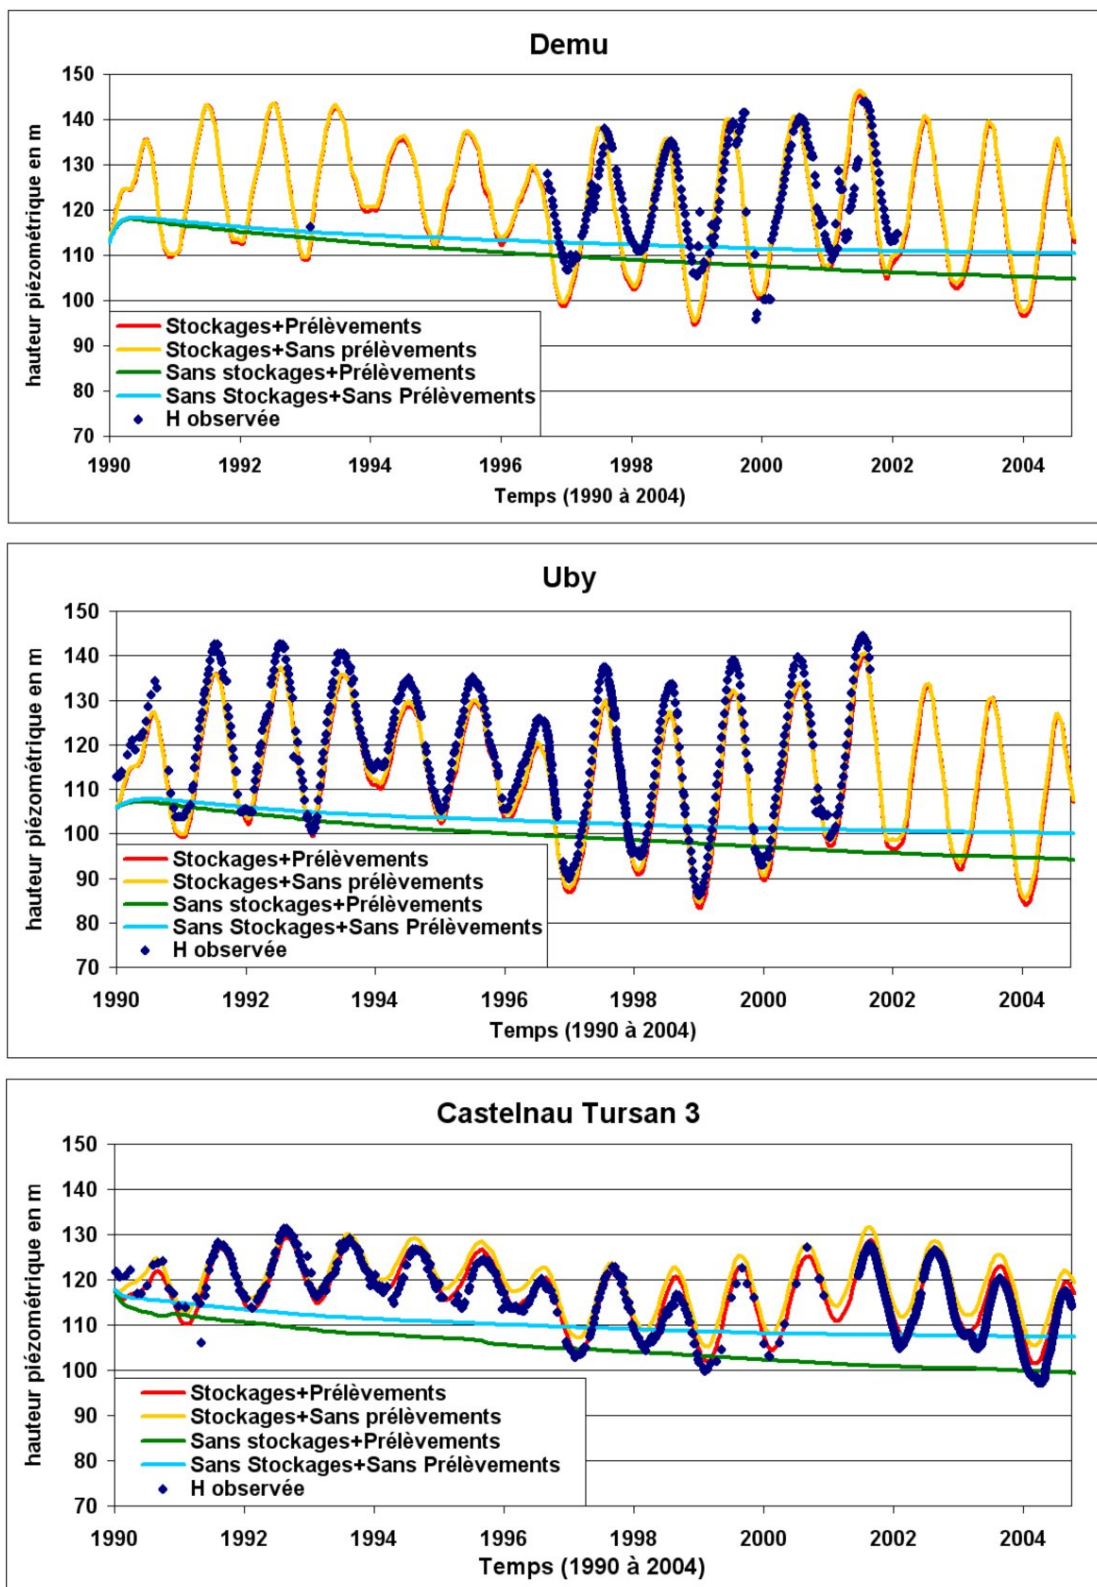 Demu
hauteur piézométrique en m
150
140
130
120
110
100
90
80
70
Stockages+Prélèvements
Stockages+Sans prélèvements
Sans stockages+Prélèvements
Sans Stockages+Sans Prélèvements
H observée
1990 1992 1994 1996 1998 2000 2002 2004
Temps (1990 à 2004)
Uby
hauteur piézométrique en m
150
140
130
120
110
100
90
80
70
Stockages+Prélèvements
Stockages+Sans prélèvements
Sans stockages+Prélèvements
Sans Stockages+Sans Prélèvements
H observée
1990 1992 1994 1996 1998 2000 2002 2004
Temps (1990 à 2004)
Castelnau Tursan 3
hauteur piézométrique en m
150
140
130
120
110
100
90
80
70
Stockages+Prélèvements
Stockages+Sans prélèvements
Sans stockages+Prélèvements
Sans Stockages+Sans Prélèvements
H observée
1990 1992 1994 1996 1998 2000 2002 2004
Temps (1990 à 2004)